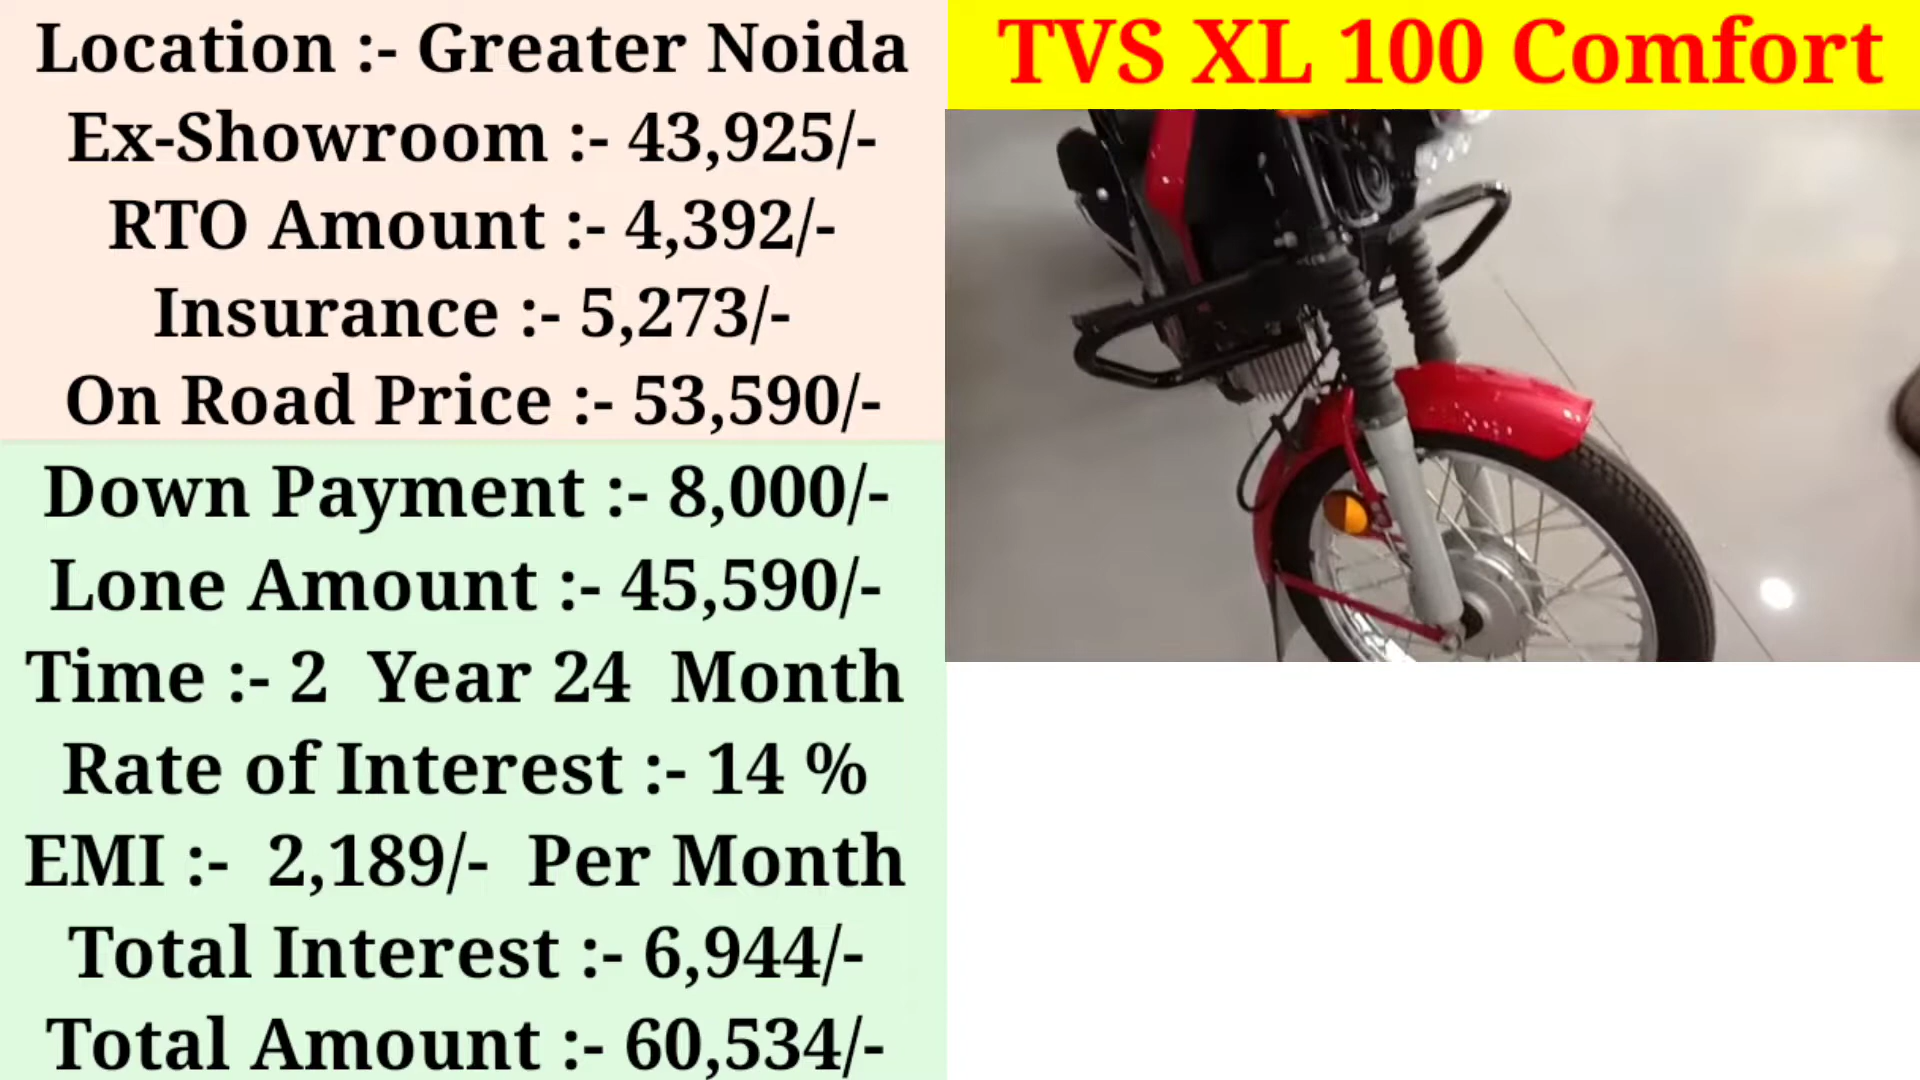 Location :- Greater Noida
Ex-Showroom :- 43,925/-
RTO Amount :- 4,392/-
Insurance :- 5,273/-
On Road Price :- 53,590/-
Down Payment :- 8,000/-
Lone Amount :- 45,590/-
Time :- 2 Year 24 Month
Rate of Interest :- 14 %
EMI :- 2,189/- Per Month
Total Interest :- 6,944/-
Total Amount :- 60,534/-
TVS XL 100 Comfort